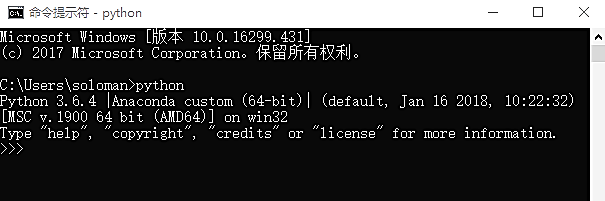 命令提示符 - python
Microsoft Windows [版本 10.0.16299.431]
(c) 2017 Microsoft Corporation。保留所有权利。
C:\Users\soloman>python
Python 3.6.4 |Anaconda custom (64-bit)| (default, Jan 16 2018, 10:22:32)
[MSC v.1900 64 bit (AMD64)] on win32
Type "help", "copyright", "credits" or "license" for more information.
>>>